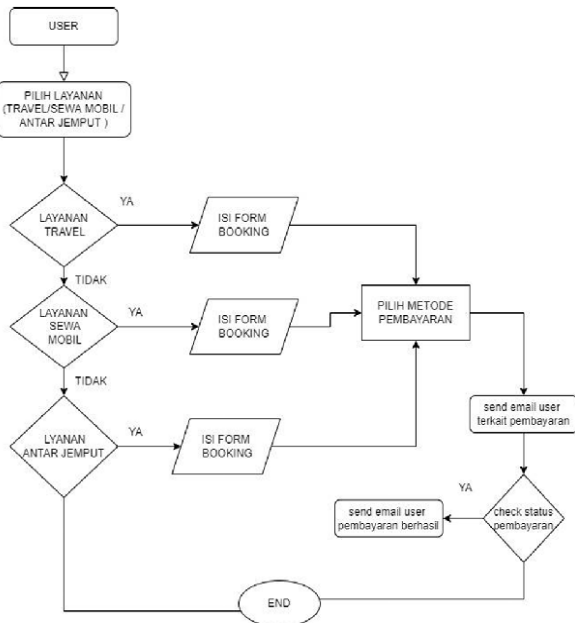 USER
PILIH LAYANAN
(TRAVEL/SEWA MOBIL /
ANTAR JEMPUT )
LAYANAN
TRAVEL
YA
ISI FORM
BOOKING
TIDAK
LAYANAN
SEWA
MOBIL
YA
ISI FORM
BOOKING
PILIH METODE
PEMBAYARAN
TIDAK
LYANAN
ANTAR JEMPUT
YA
ISI FORM
BOOKING
send email user
terkait pembayaran
YA
check status
pembayaran
send email user
pembayaran berhasil
END